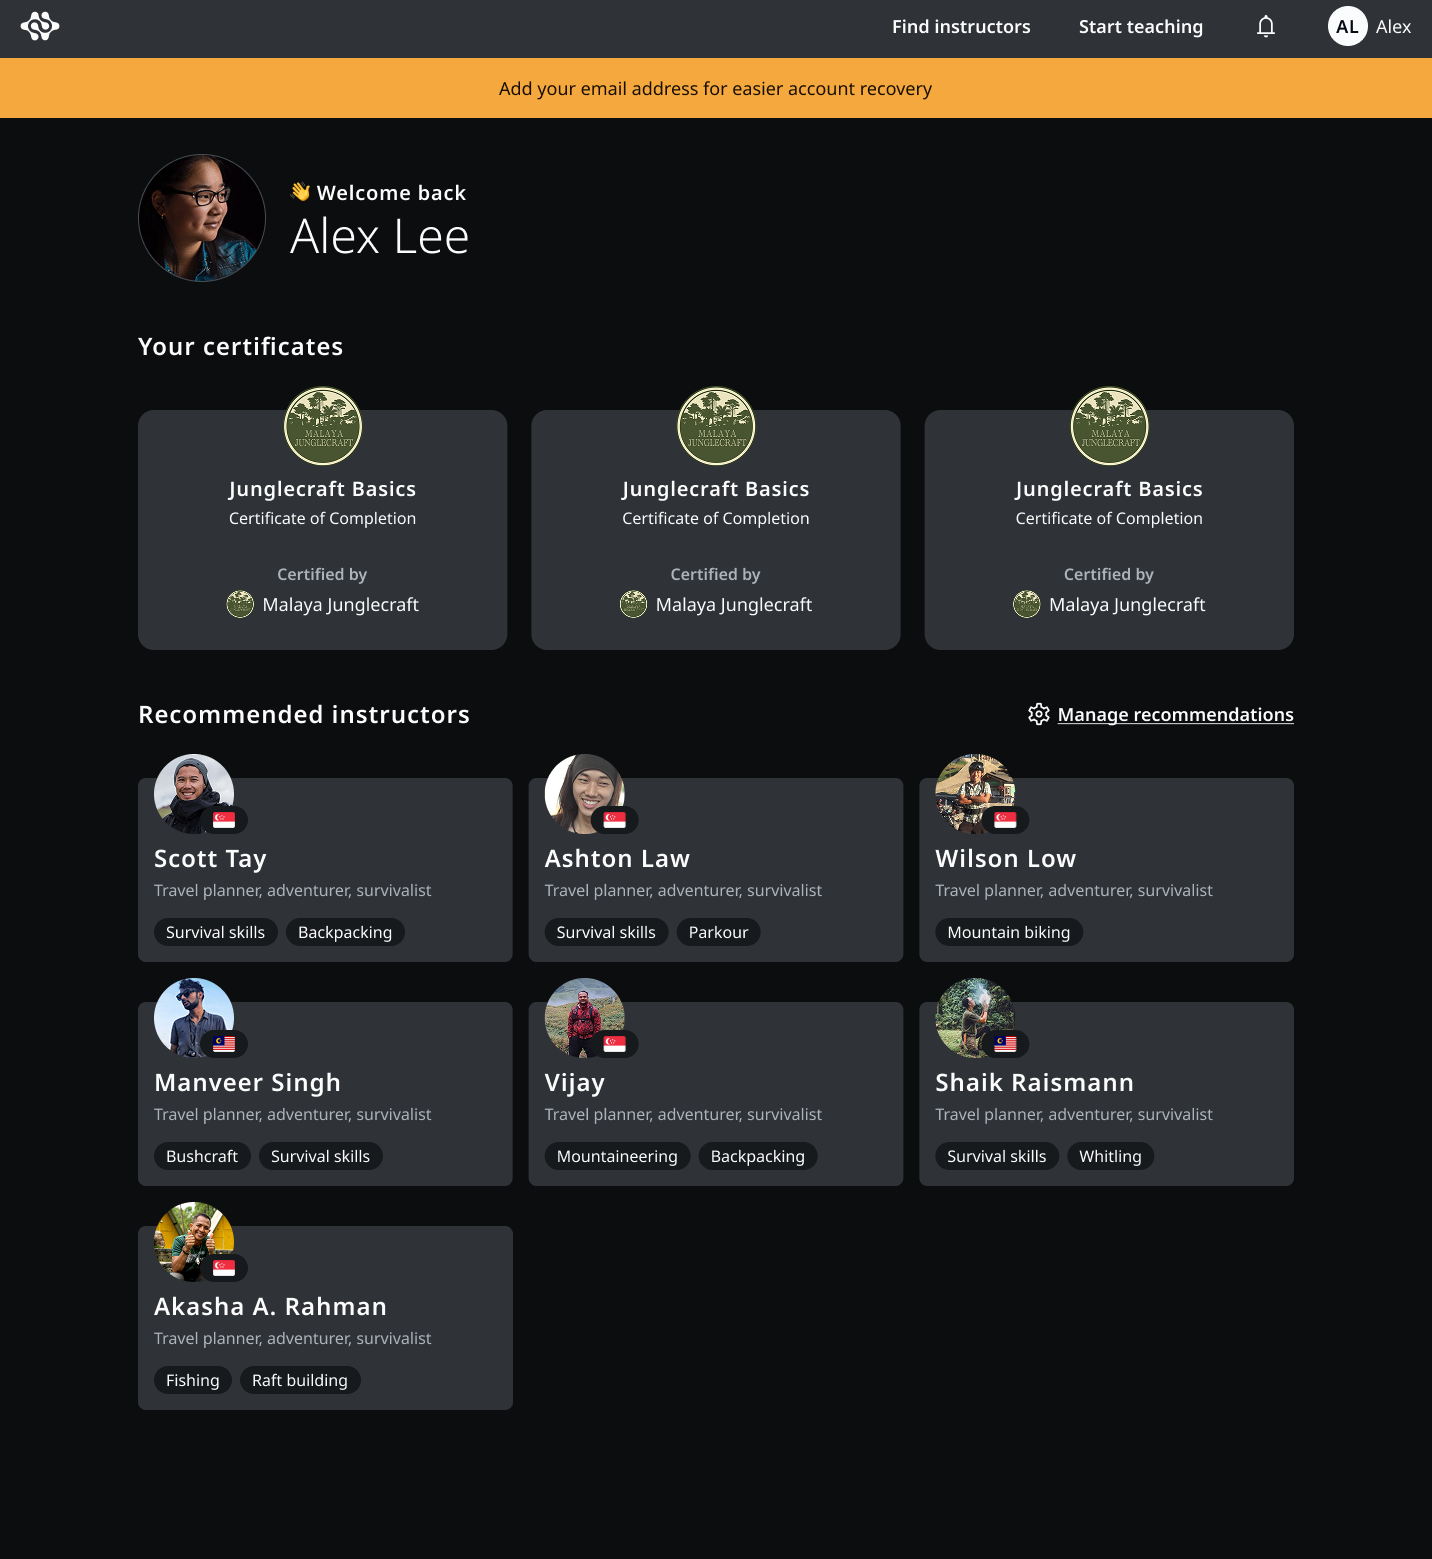 Find instructors
Start teaching
AL
Alex
Add your email address for easier account recovery
👋 Welcome back
Alex Lee
Your certificates
MALAYA
JUNGLECRAFT
Junglecraft Basics
Certificate of Completion
Certified by
Malaya Junglecraft
MALAYA
JUNGLECRAFT
Junglecraft Basics
Certificate of Completion
Certified by
Malaya Junglecraft
MALAYA
JUNGLECRAFT
Junglecraft Basics
Certificate of Completion
Certified by
Malaya Junglecraft
Recommended instructors
Manage recommendations
Scott Tay
Travel planner, adventurer, survivalist
Survival skills
Backpacking
Ashton Law
Travel planner, adventurer, survivalist
Survival skills
Parkour
Wilson Low
Travel planner, adventurer, survivalist
Mountain biking
Manveer Singh
Travel planner, adventurer, survivalist
Bushcraft
Survival skills
Vijay
Travel planner, adventurer, survivalist
Mountaineering
Backpacking
Shaik Raismann
Travel planner, adventurer, survivalist
Survival skills
Whitling
Akasha A. Rahman
Travel planner, adventurer, survivalist
Fishing
Raft building